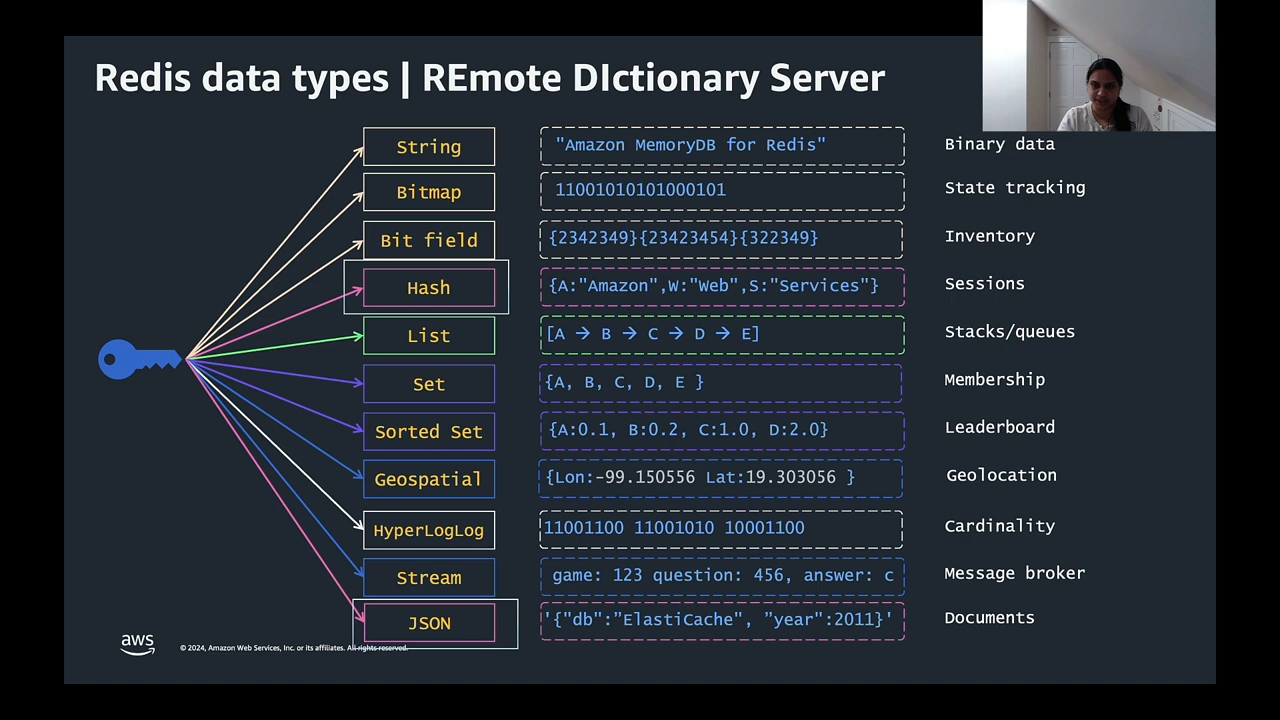 Redis data types | REmote DIctionary Server
String "Amazon MemoryDB for Redis" Binary data
Bitmap 11001010101000101 State tracking
Bit field {2342349}{23423454}{322349} Inventory
Hash {A:"Amazon",W:"Web",S:"Services"} Sessions
List [A → B → C → D → E] Stacks/queues
Set {A, B, C, D, E } Membership
Sorted Set {A:0.1, B:0.2, C:1.0, D:2.0} Leaderboard
Geospatial {Lon:-99.150556 Lat:19.303056 } Geolocation
HyperLogLog 11001100 11001010 10001100 Cardinality
Stream game: 123 question: 456, answer: c Message broker
JSON '{"db":"ElastiCache", "year":2011}' Documents
aws © 2024, Amazon Web Services, Inc. or its affiliates. All rights reserved.